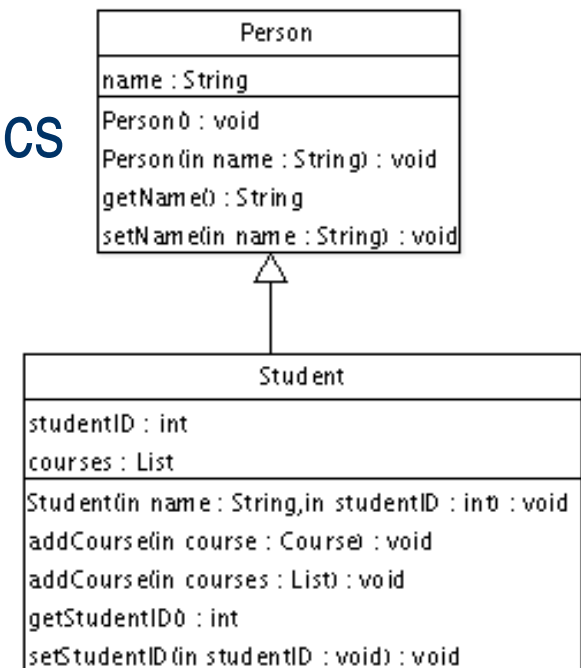 Person
name : String
cs
Person() : void
Person(in name : String) : void
getName() : String
setName(in name : String) : void
Student
studentID : int
courses : List
Student(in name : String,in studentID : int) : void
addCourse(in course : Course) : void
addCourse(in courses : List) : void
getStudentID() : int
setStudentID(in studentID : void) : void